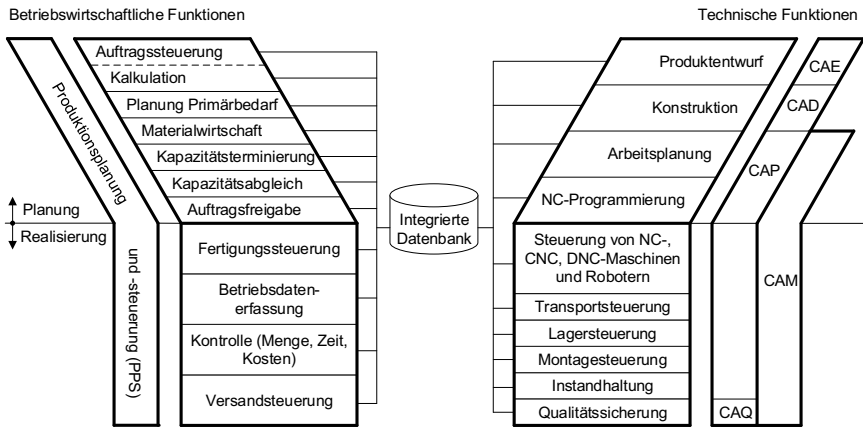 Betriebswirtschaftliche Funktionen
Technische Funktionen
Produktionsplanung
und -steuerung (PPS)
Auftragssteuerung
Kalkulation
Planung Primärbedarf
Materialwirtschaft
Kapazitätsterminierung
Kapazitätsabgleich
Auftragsfreigabe
Planung
Realisierung
Fertigungssteuerung
Betriebsdaten-
erfassung
Kontrolle (Menge, Zeit,
Kosten)
Versandsteuerung
Integrierte
Datenbank
Produktentwurf
Konstruktion
Arbeitsplanung
NC-Programmierung
Steuerung von NC-,
CNC, DNC-Maschinen
und Robotern
Transportsteuerung
Lagersteuerung
Montagesteuerung
Instandhaltung
Qualitätssicherung
CAE
CAD
CAP
CAM
CAQ